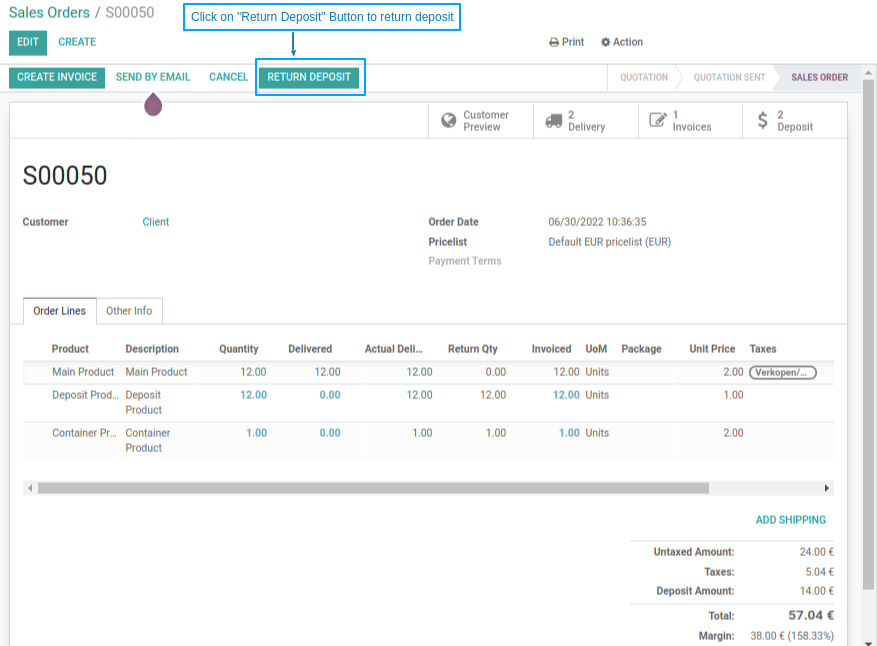 Sales Orders / S00050
Click on "Return Deposit" Button to return deposit
EDIT CREATE
Print Action
CREATE INVOICE SEND BY EMAIL CANCEL RETURN DEPOSIT
QUOTATION QUOTATION SENT SALES ORDER
Customer Preview
2 Delivery
1 Invoices
2 Deposit
S00050
Customer Client
Order Date 06/30/2022 10:36:35
Pricelist Default EUR pricelist (EUR)
Payment Terms
Order Lines Other Info
Product Description Quantity Delivered Actual Deli... Return Qty Invoiced UoM Package Unit Price Taxes
Main Product Main Product 12.00 12.00 12.00 0.00 12.00 Units 2.00 Verkopen/...
Deposit Prod... Deposit Product 12.00 0.00 12.00 12.00 12.00 Units 1.00
Container Pr... Container Product 1.00 0.00 1.00 1.00 1.00 Units 2.00
ADD SHIPPING
Untaxed Amount: 24.00 €
Taxes: 5.04 €
Deposit Amount: 14.00 €
Total: 57.04 €
Margin: 38.00 € (158.33%)